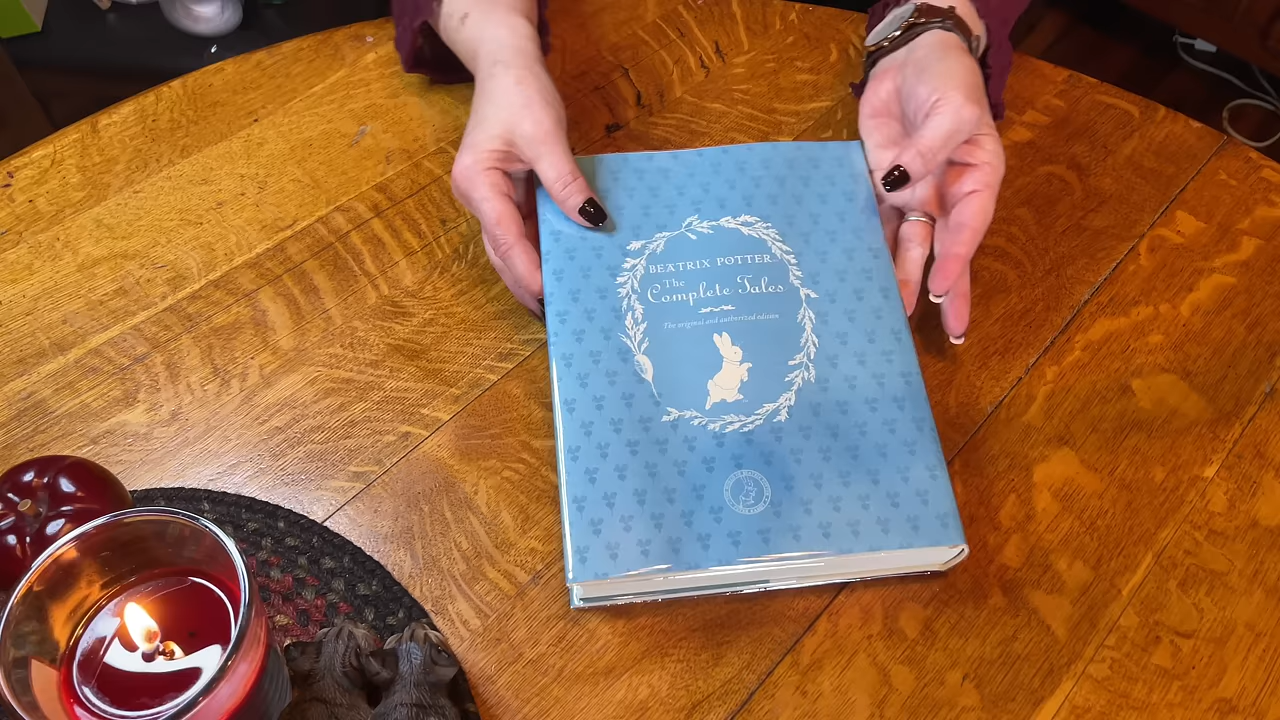 BEATRIX POTTER
The
Complete Tales
The original and authorized edition